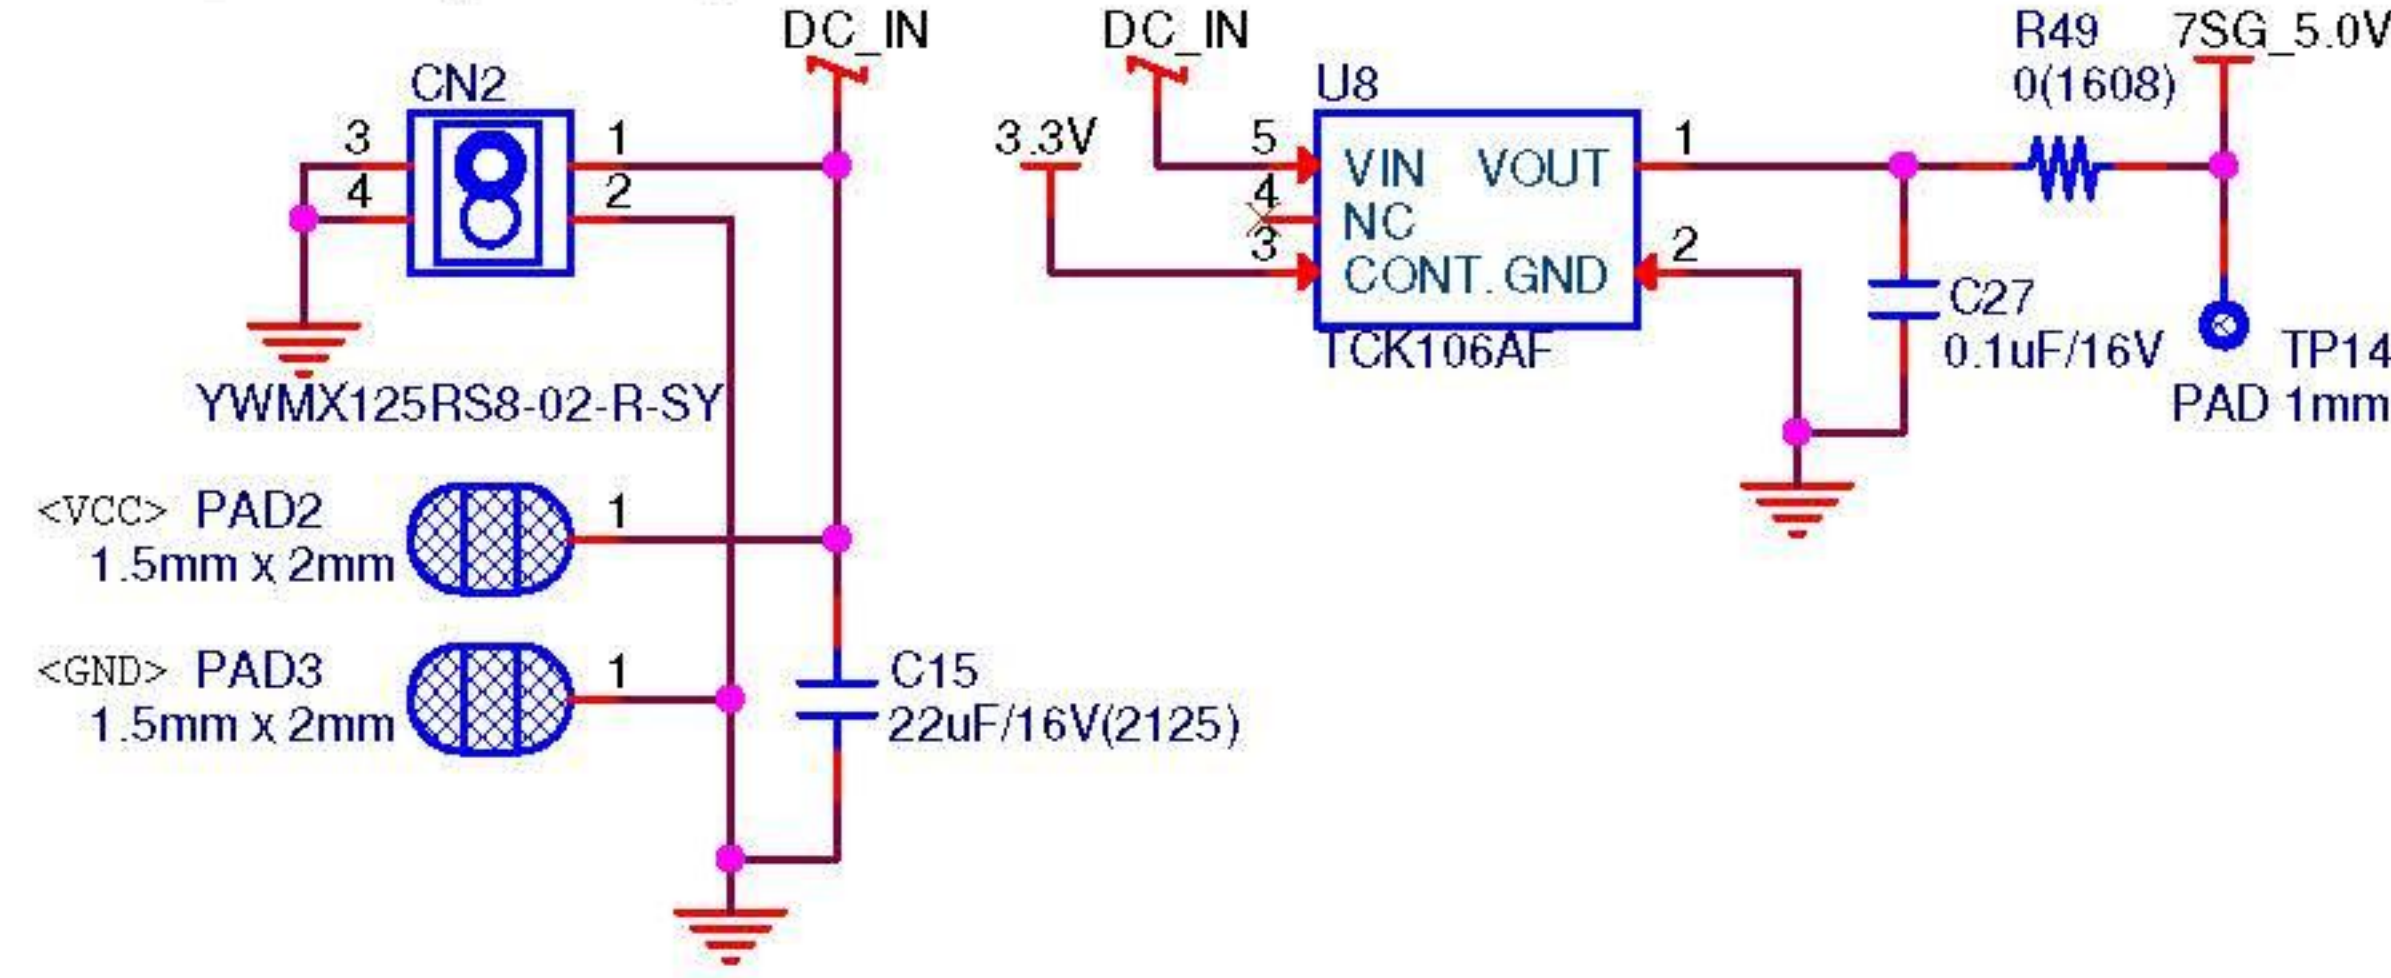 DC_IN
CN2
3
4
1
2
YWMX125RS8-02-R-SY
<VCC> PAD2
1.5mm x 2mm
1
<GND> PAD3
1.5mm x 2mm
1
C15
22uF/16V(2125)
DC_IN
3.3V
U8
5
4
3
VIN VOUT
NC
CONT. GND
1
2
TCK106AF
R49
0(1608)
7SG_5.0V
C27
0.1uF/16V
TP14
PAD 1mm